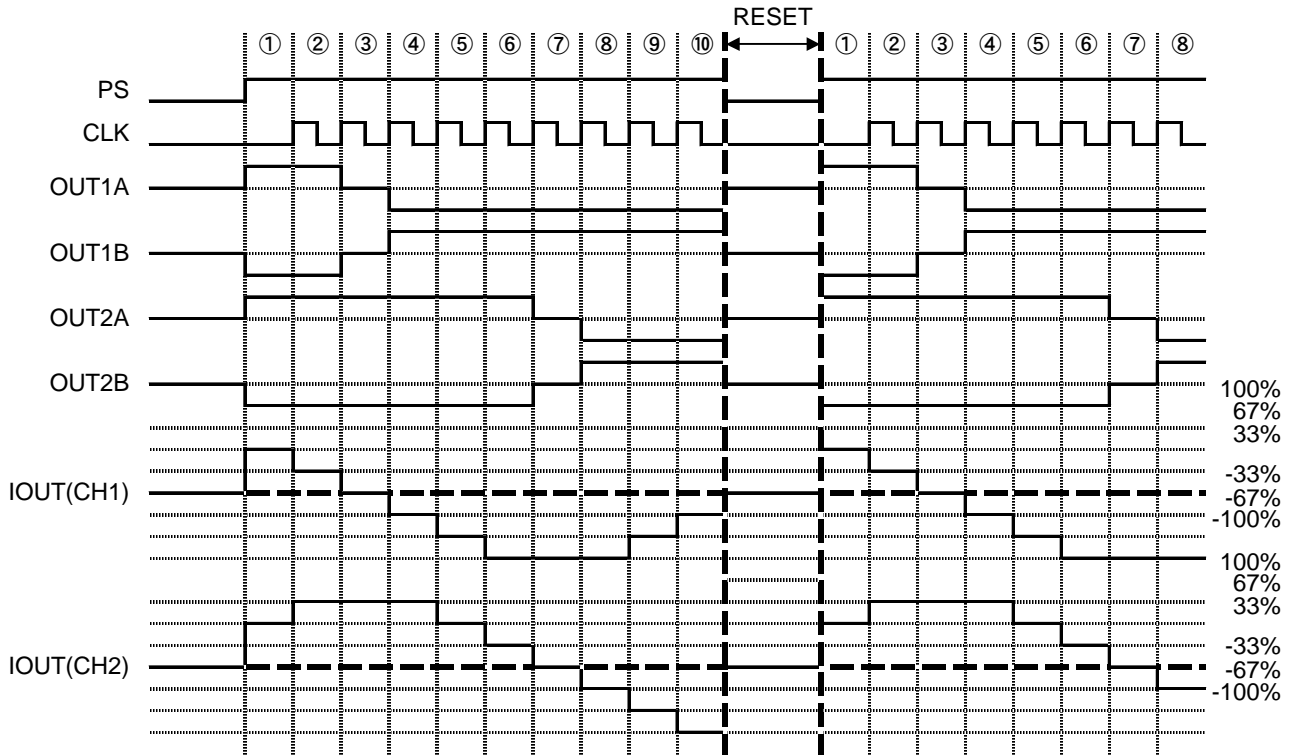 RESET
① ② ③ ④ ⑤ ⑥ ⑦ ⑧ ⑨ ⑩ ① ② ③ ④ ⑤ ⑥ ⑦ ⑧
PS
CLK
OUT1A
OUT1B
OUT2A
OUT2B
100%
67%
33%
IOUT(CH1)
-33%
-67%
-100%
100%
67%
33%
IOUT(CH2)
-33%
-67%
-100%